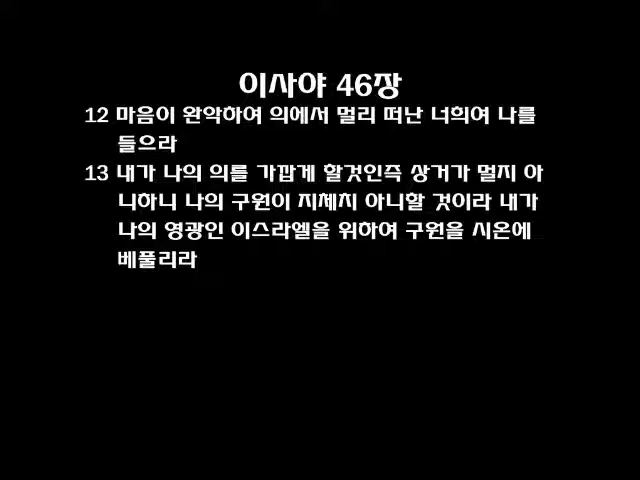 이사야 46장
12 마음이 완악하여 의에서 멀리 떠난 너희여 나를
들으라
13 내가 나의 의를 가깝게 할것인즉 상거가 멀지 아
니하니 나의 구원이 지체치 아니할 것이라 내가
나의 영광인 이스라엘을 위하여 구원을 시온에
베풀리라